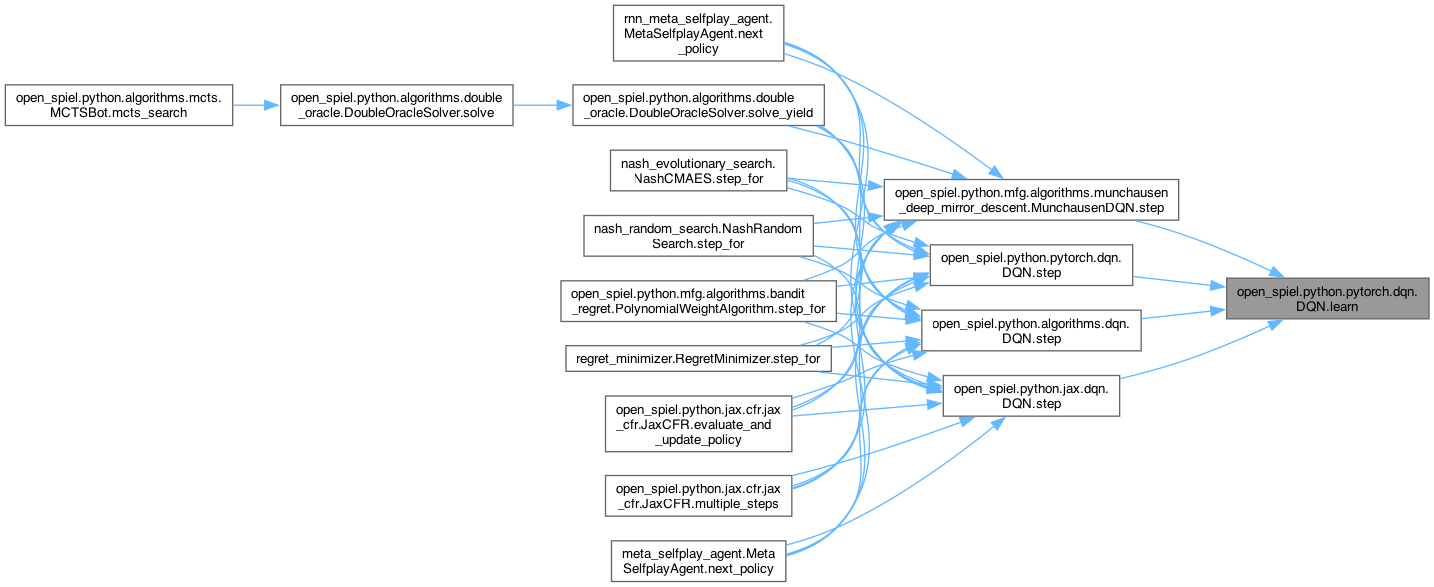 rnn_meta_selfplay_agent.
MetaSelfplayAgent.next
_policy
open_spiel.python.algorithms.mcts.
MCTSBot.mcts_search
open_spiel.python.algorithms.double
_oracle.DoubleOracleSolver.solve
open_spiel.python.algorithms.double
_oracle.DoubleOracleSolver.solve_yield
nash_evolutionary_search.
NashCMAES.step_for
open_spiel.python.mfg.algorithms.munchausen
_deep_mirror_descent.MunchausenDQN.step
nash_random_search.NashRandom
Search.step_for
open_spiel.python.pytorch.dqn.
DQN.step
open_spiel.python.pytorch.dqn.
DQN.learn
open_spiel.python.mfg.algorithms.bandit
_regret.PolynomialWeightAlgorithm.step_for
open_spiel.python.algorithms.dqn.
DQN.step
regret_minimizer.RegretMinimizer.step_for
open_spiel.python.jax.dqn.
DQN.step
open_spiel.python.jax.cfr.jax
_cfr.JaxCFR.evaluate_and
_update_policy
open_spiel.python.jax.cfr.jax
_cfr.JaxCFR.multiple_steps
meta_selfplay_agent.Meta
SelfplayAgent.next_policy